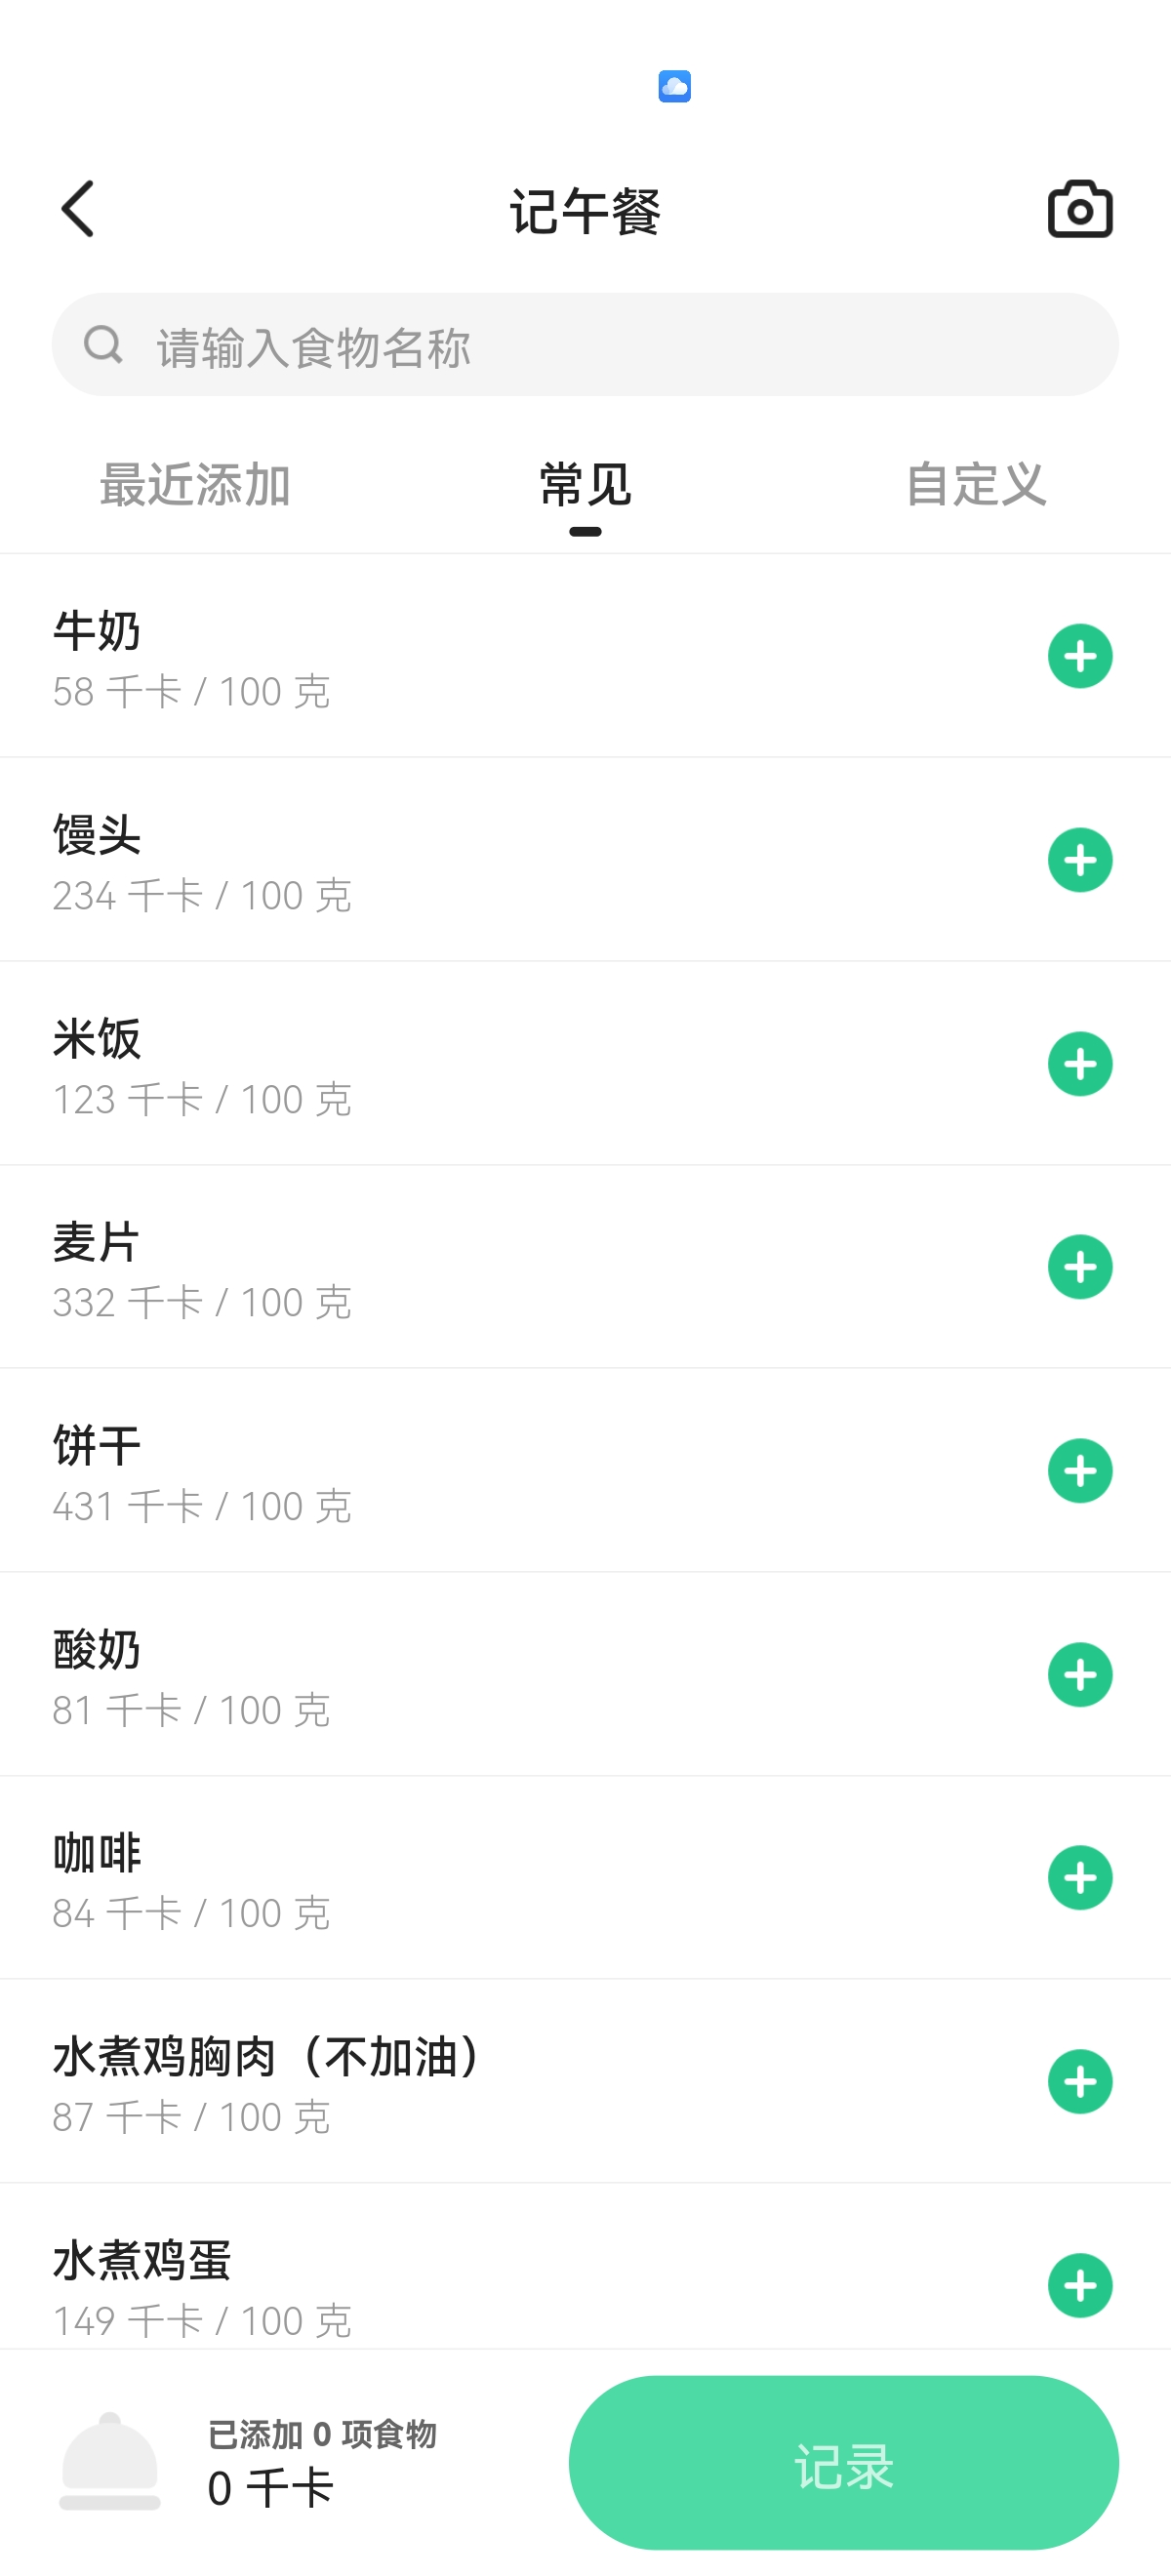 记午餐
请输入食物名称
最近添加 常见 自定义
牛奶
58 千卡 / 100 克
馒头
234 千卡 / 100 克
米饭
123 千卡 / 100 克
麦片
332 千卡 / 100 克
饼干
431 千卡 / 100 克
酸奶
81 千卡 / 100 克
咖啡
84 千卡 / 100 克
水煮鸡胸肉（不加油）
87 千卡 / 100 克
水煮鸡蛋
149 千卡 / 100 克
已添加 0 项食物
0 千卡
记录